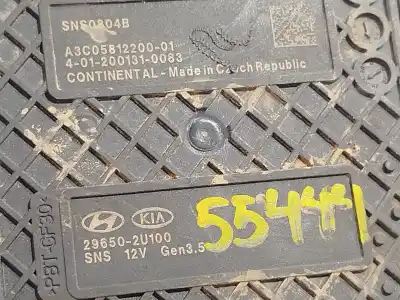 SNS0304B
A3C05812200-01
4-01-200131-0083
CONTINENTAL - Made in Czech Republic
HYUNDAI KIA
29650-2U100
SNS 12V Gen3.5
55442
>PBT-GF30<